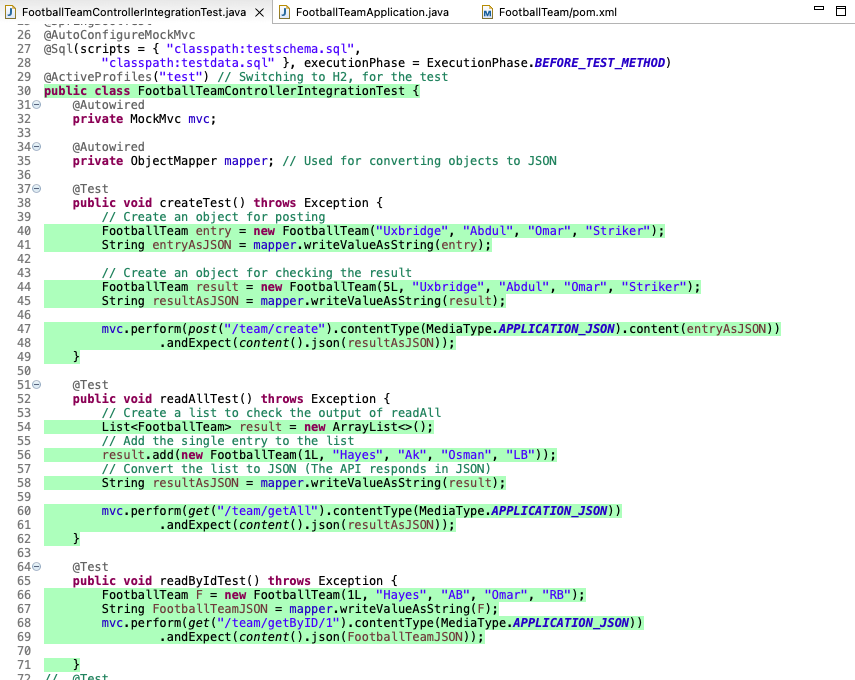 FootballTeamControllerIntegrationTest.java FootballTeamApplication.java FootballTeam/pom.xml
26 @AutoConfigureMockMvc
27 @Sql(scripts = { "classpath:testschema.sql",
28 "classpath:testdata.sql" }, executionPhase = ExecutionPhase.BEFORE_TEST_METHOD)
29 @ActiveProfiles("test") // Switching to H2, for the test
30 public class FootballTeamControllerIntegrationTest {
31 @Autowired
32 private MockMvc mvc;
33
34 @Autowired
35 private ObjectMapper mapper; // Used for converting objects to JSON
36
37 @Test
38 public void createTest() throws Exception {
39 // Create an object for posting
40 FootballTeam entry = new FootballTeam("Uxbridge", "Abdul", "Omar", "Striker");
41 String entryAsJSON = mapper.writeValueAsString(entry);
42
43 // Create an object for checking the result
44 FootballTeam result = new FootballTeam(5L, "Uxbridge", "Abdul", "Omar", "Striker");
45 String resultAsJSON = mapper.writeValueAsString(result);
46
47 mvc.perform(post("/team/create").contentType(MediaType.APPLICATION_JSON).content(entryAsJSON))
48 .andExpect(content().json(resultAsJSON));
49 }
50
51 @Test
52 public void readAllTest() throws Exception {
53 // Create a list to check the output of readAll
54 List<FootballTeam> result = new ArrayList<>();
55 // Add the single entry to the list
56 result.add(new FootballTeam(1L, "Hayes", "Ak", "Osman", "LB"));
57 // Convert the list to JSON (The API responds in JSON)
58 String resultAsJSON = mapper.writeValueAsString(result);
59
60 mvc.perform(get("/team/getAll").contentType(MediaType.APPLICATION_JSON))
61 .andExpect(content().json(resultAsJSON));
62 }
63
64 @Test
65 public void readByIdTest() throws Exception {
66 FootballTeam F = new FootballTeam(1L, "Hayes", "AB", "Omar", "RB");
67 String FootballTeamJSON = mapper.writeValueAsString(F);
68 mvc.perform(get("/team/getByID/1").contentType(MediaType.APPLICATION_JSON))
69 .andExpect(content().json(FootballTeamJSON));
70
71 }
72 // @Test